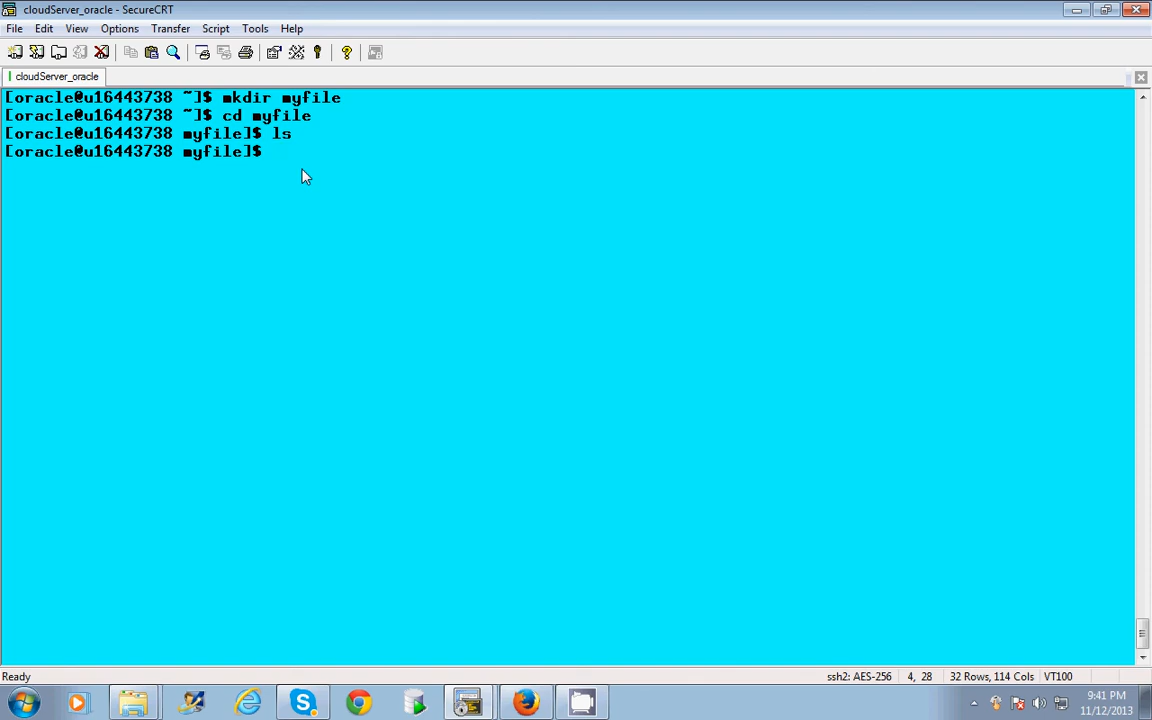 cloudServer_oracle - SecureCRT
File Edit View Options Transfer Script Tools Help
cloudServer_oracle
[oracle@u16443738 ~]$ mkdir myfile
[oracle@u16443738 ~]$ cd myfile
[oracle@u16443738 myfile]$ ls
[oracle@u16443738 myfile]$
Ready ssh2: AES-256 4, 28 32 Rows, 114 Cols VT100
9:41 PM
11/12/2013